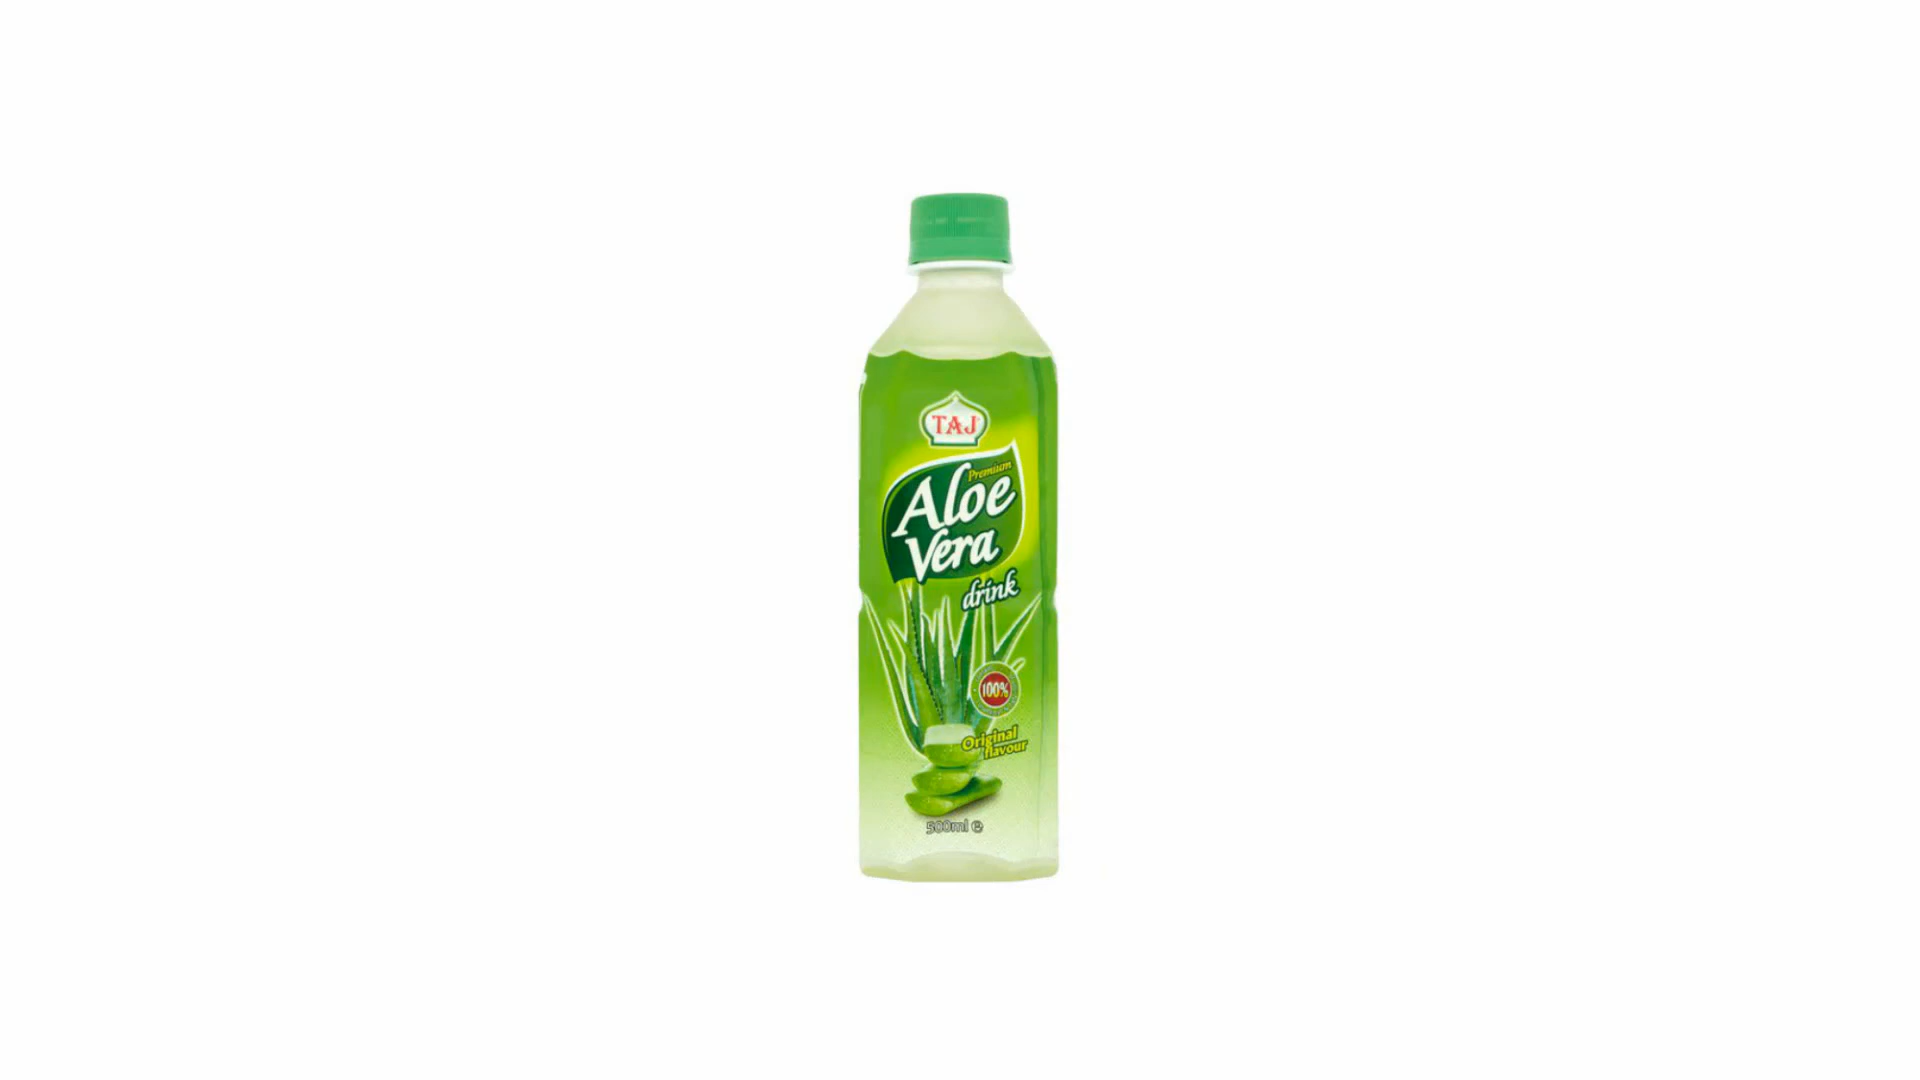 TAJ
Premium
Aloe
Vera
drink
100%
Original
flavour
500ml ℮